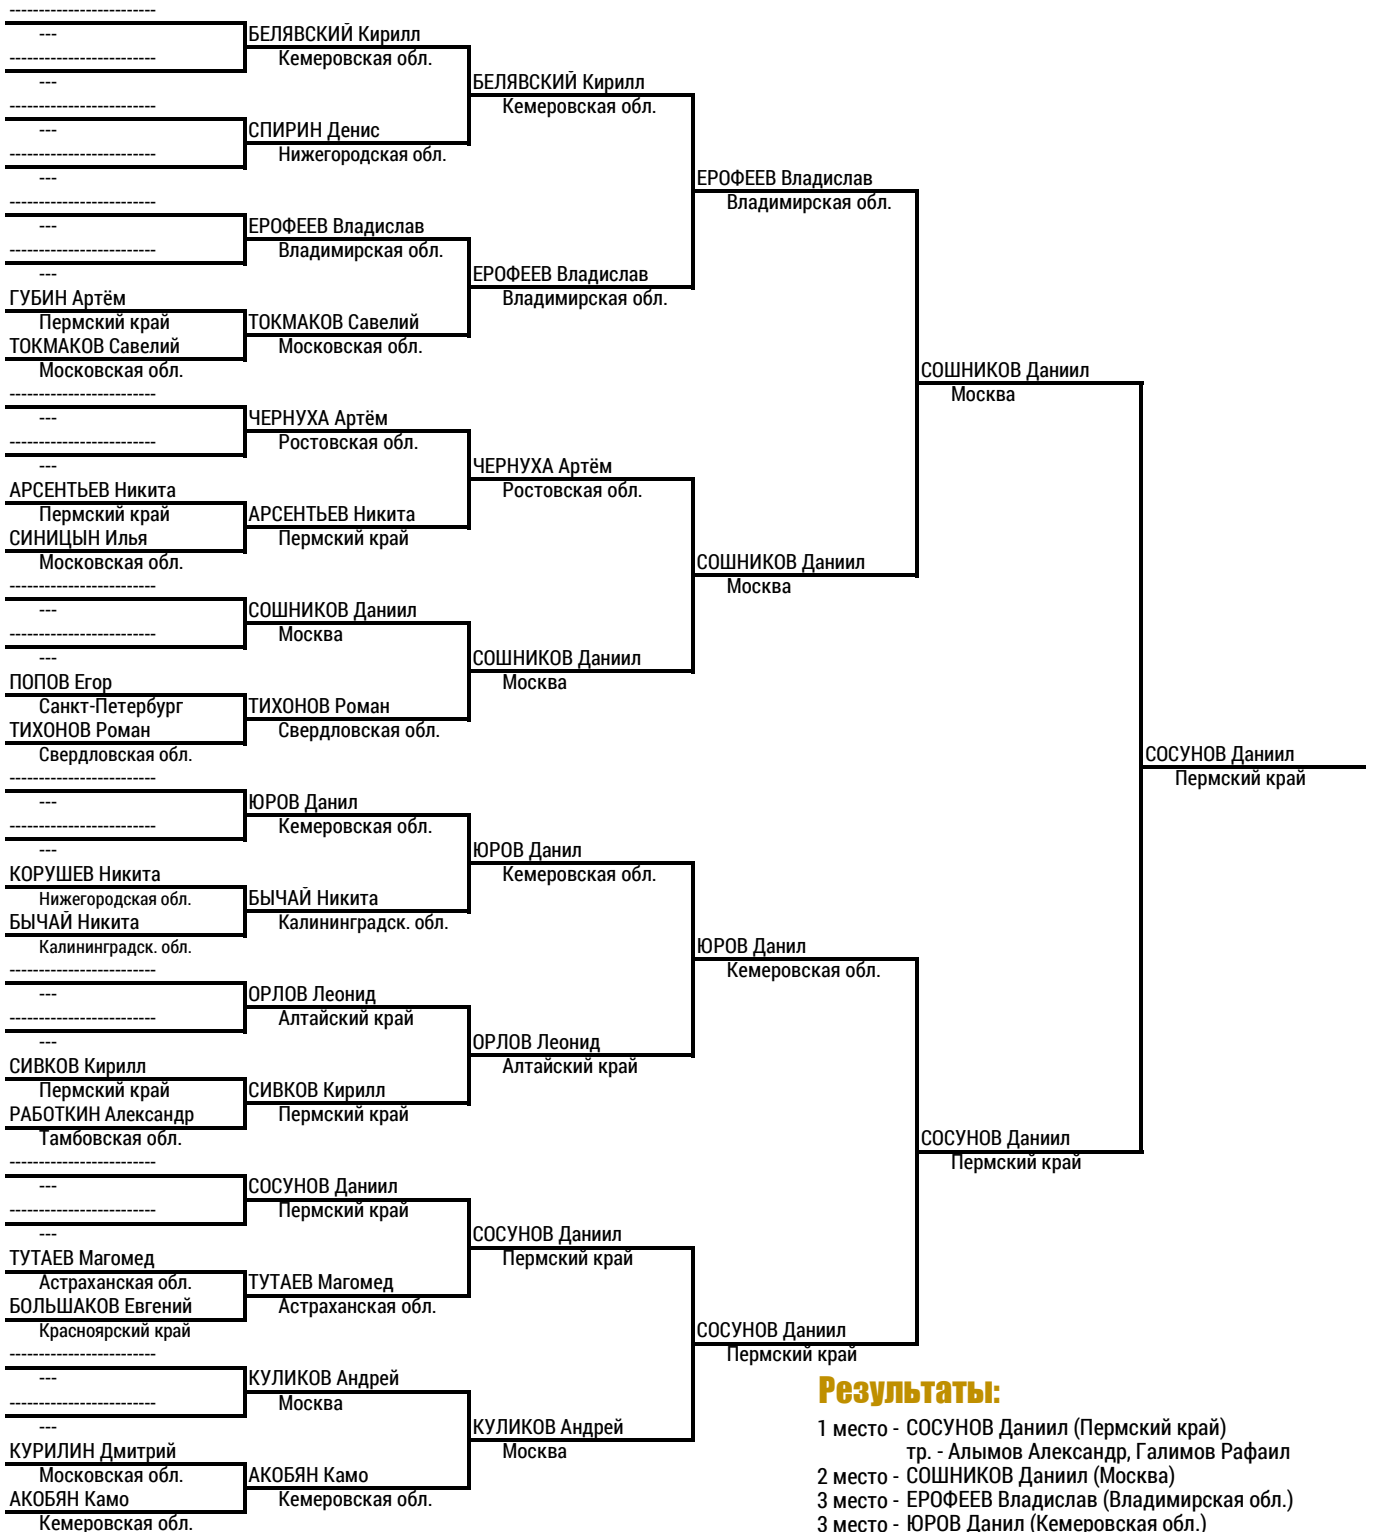 --------------------------
---
--------------------------
---
--------------------------
---
--------------------------
---
--------------------------
---
--------------------------
---
ГУБИН Артём
Пермский край
ТОКМАКОВ Савелий
Московская обл.
--------------------------
---
--------------------------
---
АРСЕНТЬЕВ Никита
Пермский край
СИНИЦЫН Илья
Московская обл.
--------------------------
---
--------------------------
---
ПОПОВ Егор
Санкт-Петербург
ТИХОНОВ Роман
Свердловская обл.
--------------------------
---
--------------------------
---
КОРУШЕВ Никита
Нижегородская обл.
БЫЧАЙ Никита
Калининградск. обл.
--------------------------
---
--------------------------
---
СИВКОВ Кирилл
Пермский край
РАБОТКИН Александр
Тамбовская обл.
--------------------------
---
--------------------------
---
ТУТАЕВ Магомед
Астраханская обл.
БОЛЬШАКОВ Евгений
Красноярский край
--------------------------
---
--------------------------
---
КУРИЛИН Дмитрий
Московская обл.
АКОБЯН Камо
Кемеровская обл.
БЕЛЯВСКИЙ Кирилл
Кемеровская обл.
СПИРИН Денис
Нижегородская обл.
ЕРОФЕЕВ Владислав
Владимирская обл.
ТОКМАКОВ Савелий
Московская обл.
ЧЕРНУХА Артём
Ростовская обл.
АРСЕНТЬЕВ Никита
Пермский край
СОШНИКОВ Даниил
Москва
ТИХОНОВ Роман
Свердловская обл.
ЮРОВ Данил
Кемеровская обл.
БЫЧАЙ Никита
Калининградск. обл.
ОРЛОВ Леонид
Алтайский край
СИВКОВ Кирилл
Пермский край
СОСУНОВ Даниил
Пермский край
ТУТАЕВ Магомед
Астраханская обл.
КУЛИКОВ Андрей
Москва
АКОБЯН Камо
Кемеровская обл.
БЕЛЯВСКИЙ Кирилл
Кемеровская обл.
ЕРОФЕЕВ Владислав
Владимирская обл.
ЧЕРНУХА Артём
Ростовская обл.
СОШНИКОВ Даниил
Москва
ЮРОВ Данил
Кемеровская обл.
ОРЛОВ Леонид
Алтайский край
СОСУНОВ Даниил
Пермский край
КУЛИКОВ Андрей
Москва
ЕРОФЕЕВ Владислав
Владимирская обл.
СОШНИКОВ Даниил
Москва
ЮРОВ Данил
Кемеровская обл.
СОСУНОВ Даниил
Пермский край
СОШНИКОВ Даниил
Москва
СОСУНОВ Даниил
Пермский край
СОСУНОВ Даниил
Пермский край
Результаты:
1 место - СОСУНОВ Даниил (Пермский край)
тр. - Алымов Александр, Галимов Рафаил
2 место - СОШНИКОВ Даниил (Москва)
3 место - ЕРОФЕЕВ Владислав (Владимирская обл.)
3 место - ЮРОВ Данил (Кемеровская обл.)